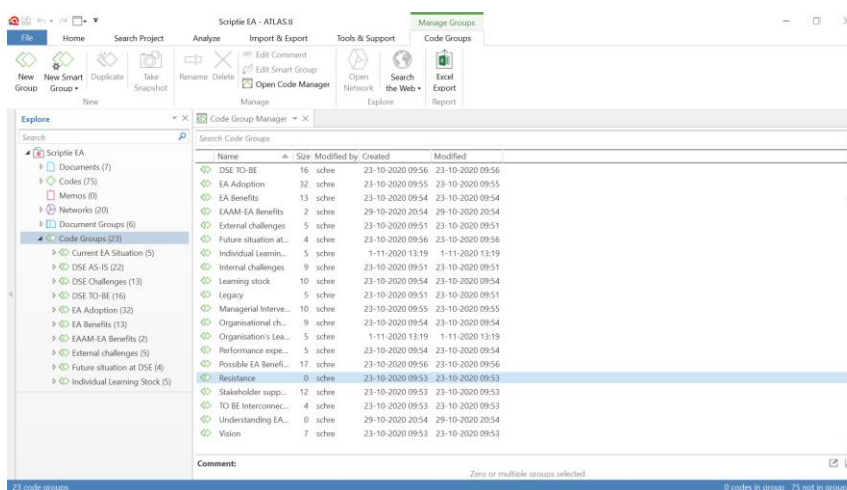 Scriptie EA - ATLAS.ti
Manage Groups
File Home Search Project Analyze Import & Export Tools & Support Code Groups
New Group
New Smart Group
Duplicate
Take Snapshot
Rename Delete
Edit Comment
Edit Smart Group
Open Code Manager
Open Network
Search the Web
Excel Export
New Manage Explore Report
Explore
Search
Scriptie EA
Documents (7)
Codes (75)
Memos (0)
Networks (20)
Document Groups (6)
Code Groups (23)
Current EA Situation (5)
DSE AS-IS (22)
DSE Challenges (13)
DSE TO-BE (16)
EA Adoption (32)
EA Benefits (13)
EAAM-EA Benefits (2)
External challenges (5)
Future situation at DSE (4)
Individual Learning Stock (5)
Code Group Manager
Search Code Groups
Name Size Modified by Created Modified
DSE TO-BE 16 schre 23-10-2020 09:56 23-10-2020 09:56
EA Adoption 32 schre 23-10-2020 09:55 23-10-2020 09:55
EA Benefits 13 schre 23-10-2020 09:54 23-10-2020 09:54
EAAM-EA Benefits 2 schre 29-10-2020 20:54 29-10-2020 20:54
External challenges 5 schre 23-10-2020 09:51 23-10-2020 09:51
Future situation at... 4 schre 23-10-2020 09:56 23-10-2020 09:56
Individual Learnin... 5 schre 1-11-2020 13:19 1-11-2020 13:19
Internal challenges 9 schre 23-10-2020 09:51 23-10-2020 09:51
Learning stock 10 schre 23-10-2020 09:54 23-10-2020 09:54
Legacy 5 schre 23-10-2020 09:51 23-10-2020 09:51
Managerial Interve... 10 schre 23-10-2020 09:55 23-10-2020 09:55
Organisational ch... 9 schre 23-10-2020 09:54 23-10-2020 09:54
Organisation's Lea... 5 schre 1-11-2020 13:19 1-11-2020 13:19
Performance expe... 5 schre 23-10-2020 09:54 23-10-2020 09:54
Possible EA Benefi... 17 schre 23-10-2020 09:56 23-10-2020 09:56
Resistance 0 schre 23-10-2020 09:53 23-10-2020 09:53
Stakeholder supp... 12 schre 23-10-2020 09:53 23-10-2020 09:53
TO BE Interconnec... 4 schre 23-10-2020 09:53 23-10-2020 09:53
Understanding EA... 0 schre 29-10-2020 20:54 29-10-2020 20:54
Vision 7 schre 23-10-2020 09:53 23-10-2020 09:53
Comment:
Zero or multiple groups selected
23 code groups
0 codes in group 75 not in group